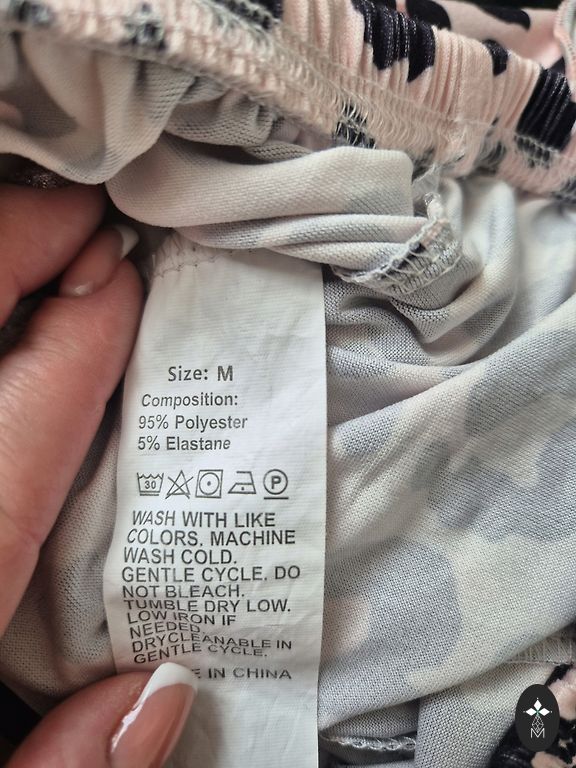 Size: M
Composition:
95% Polyester
5% Elastane
30 P
WASH WITH LIKE
COLORS. MACHINE
WASH COLD.
GENTLE CYCLE. DO
NOT BLEACH.
TUMBLE DRY LOW.
LOW IRON IF
NEEDED.
DRYCLEANABLE IN
GENTLE CYCLE.
E IN CHINA
M